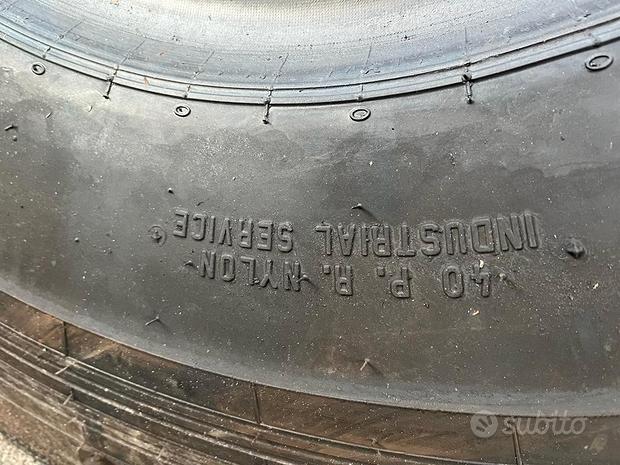 40 P. R. NYLON
INDUSTRIAL SERVICE
subito